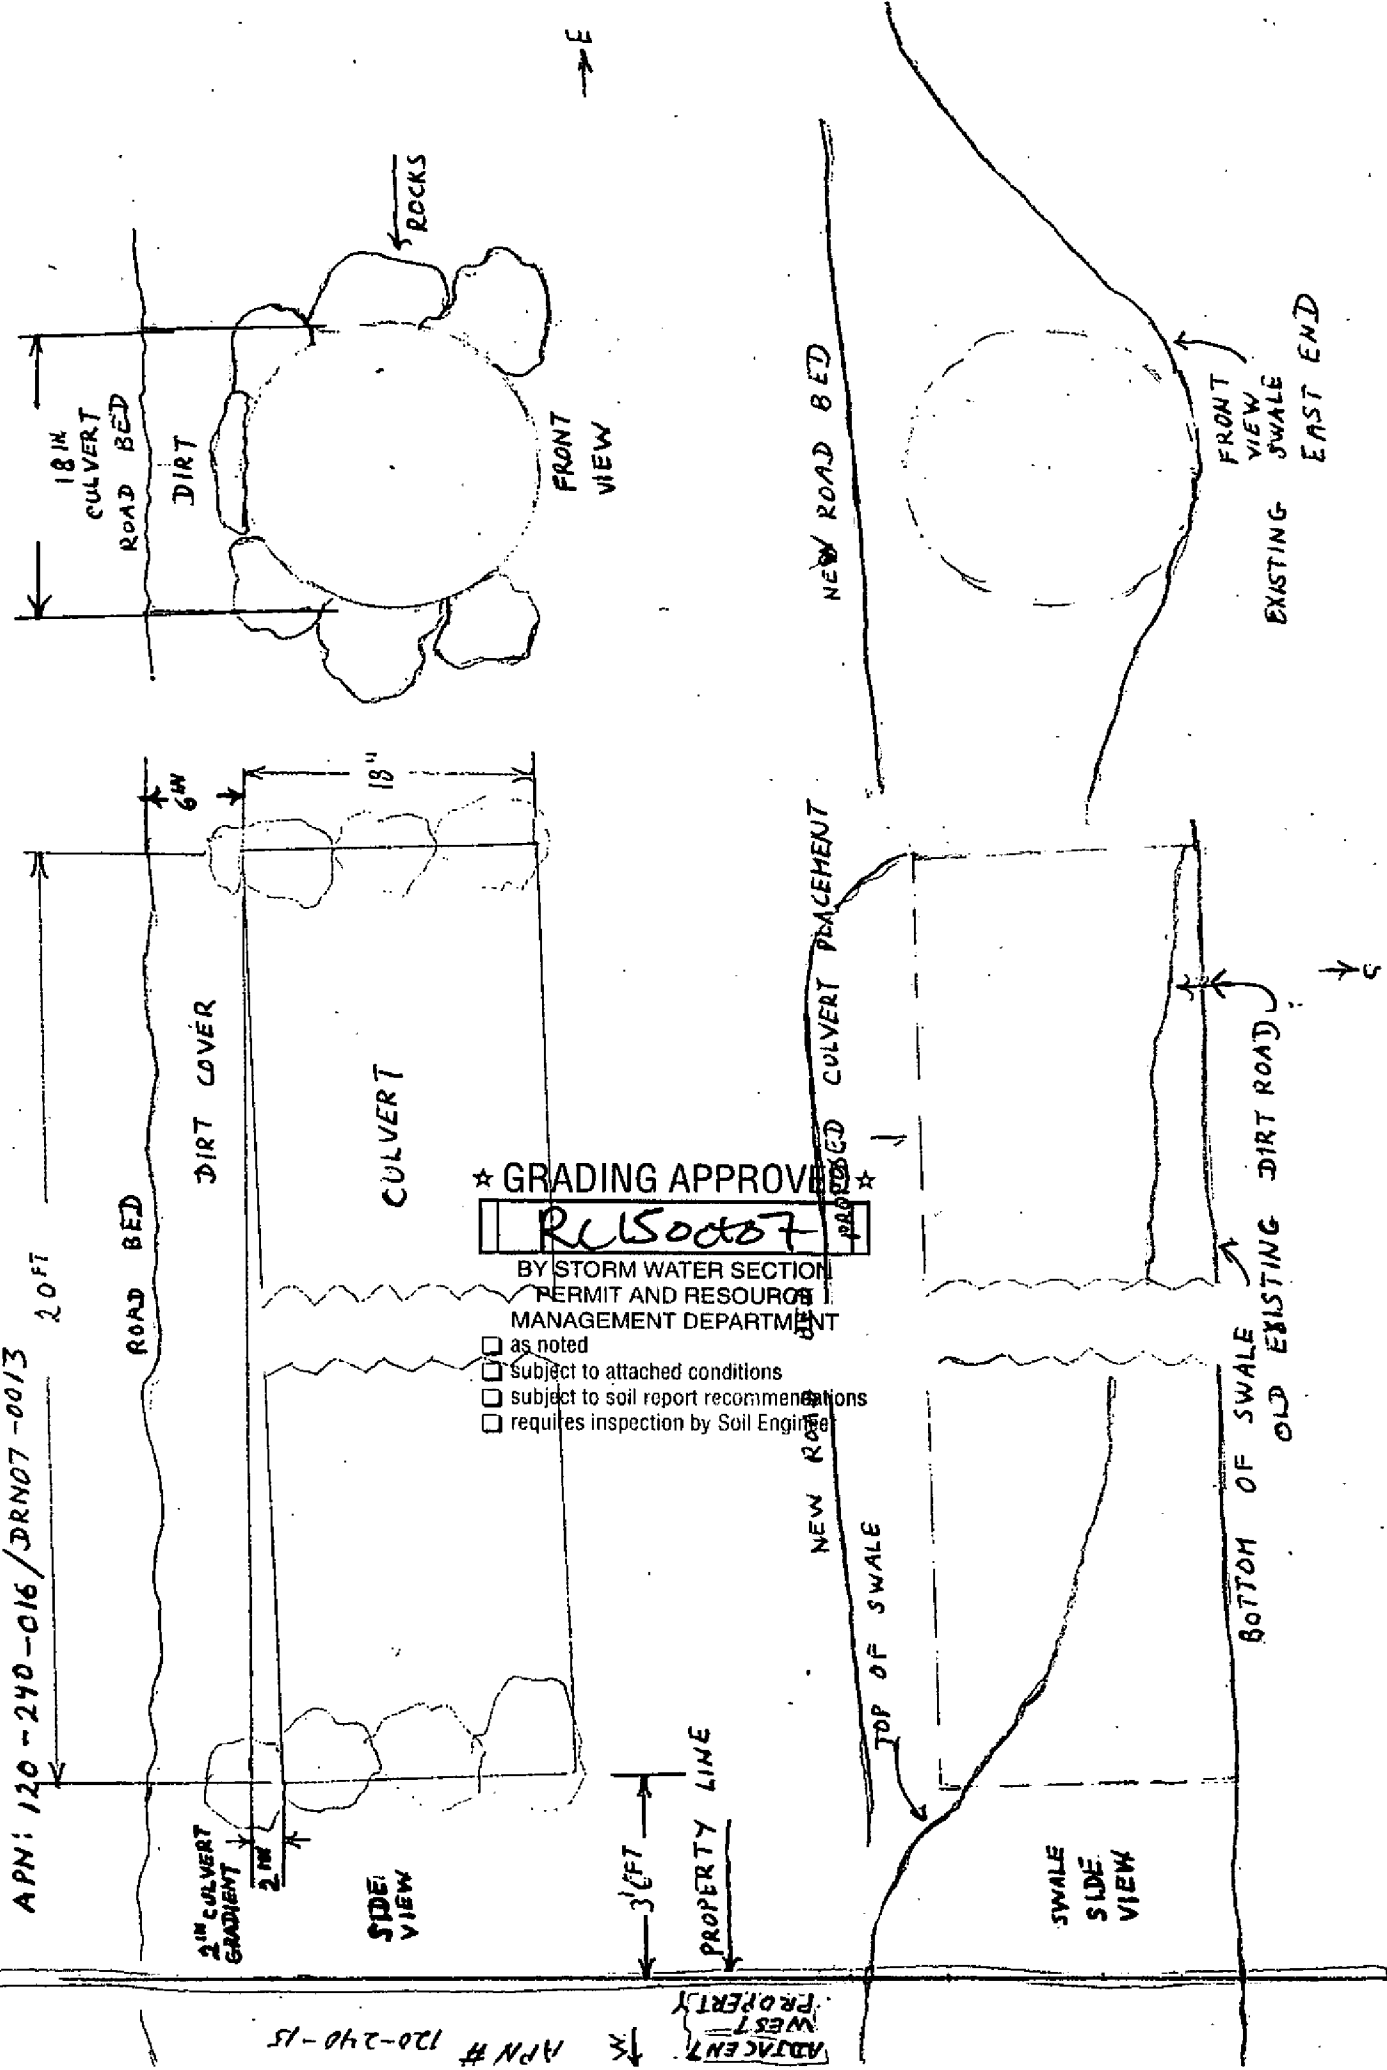 APN: 120-240-016/DRN07-0013
20 FT
18 IN.
CULVERT
ROAD BED
ROAD BED
DIRT
DIRT COVER
6 IN
18"
2 IN CULVERT
GRADIENT
2 IN
CULVERT
ROCKS
SIDE
VIEW
FRONT
VIEW
→ E
3' FT
PROPERTY LINE
APN # 120-240-15
W
ADJACENT
WEST
PROPERTY
☆ GRADING APPROVED ☆
BY STORM WATER SECTION
PERMIT AND RESOURCE
MANAGEMENT DEPARTMENT
☐ as noted
☐ subject to attached conditions
☐ subject to soil report recommendations
☐ requires inspection by Soil Engineer
NEW ROAD BED
PROPOSED CULVERT PLACEMENT
NEW ROAD BED
TOP OF SWALE
SWALE
SIDE
VIEW
BOTTOM OF SWALE
OLD EXISTING DIRT ROAD
FRONT
VIEW
EXISTING SWALE
EAST END